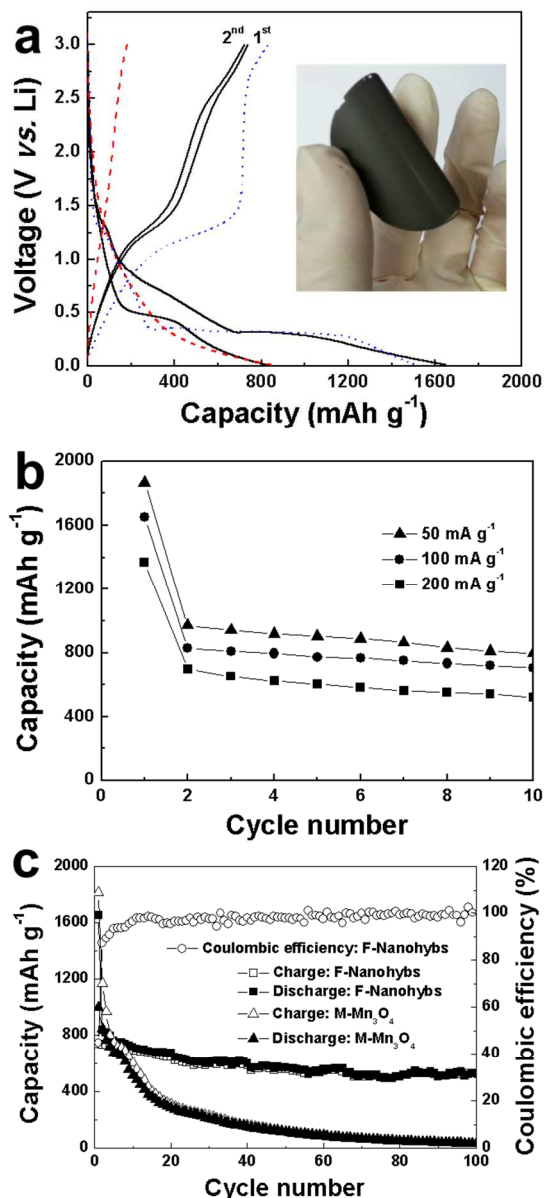 a
3.0
2.5
2.0
1.5
1.0
0.5
0.0
Voltage (V vs. Li)
2nd 1st
0 400 800 1200 1600 2000
Capacity (mAh g-1)
b
2000
1600
1200
800
400
0
Capacity (mAh g-1)
50 mA g-1
100 mA g-1
200 mA g-1
0 2 4 6 8 10
Cycle number
c
2000
1600
1200
800
400
0
Capacity (mAh g-1)
Coulombic efficiency: F-Nanohybs
Charge: F-Nanohybs
Discharge: F-Nanohybs
Charge: M-Mn3O4
Discharge: M-Mn3O4
120
100
80
60
40
20
0
Coulombic efficiency (%)
0 20 40 60 80 100
Cycle number